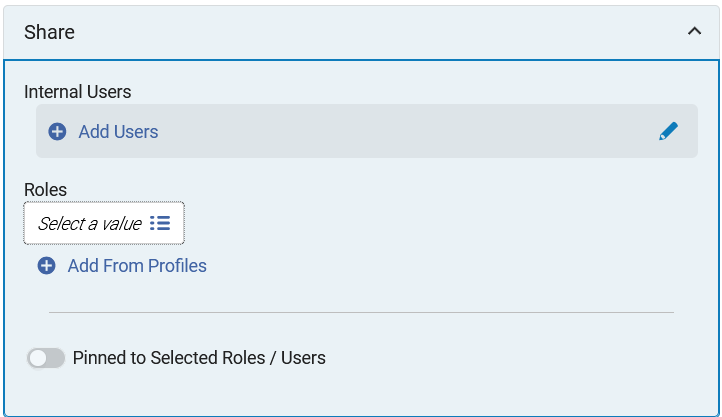 Share
Internal Users
Add Users
Roles
Select a value
Add From Profiles
Pinned to Selected Roles / Users